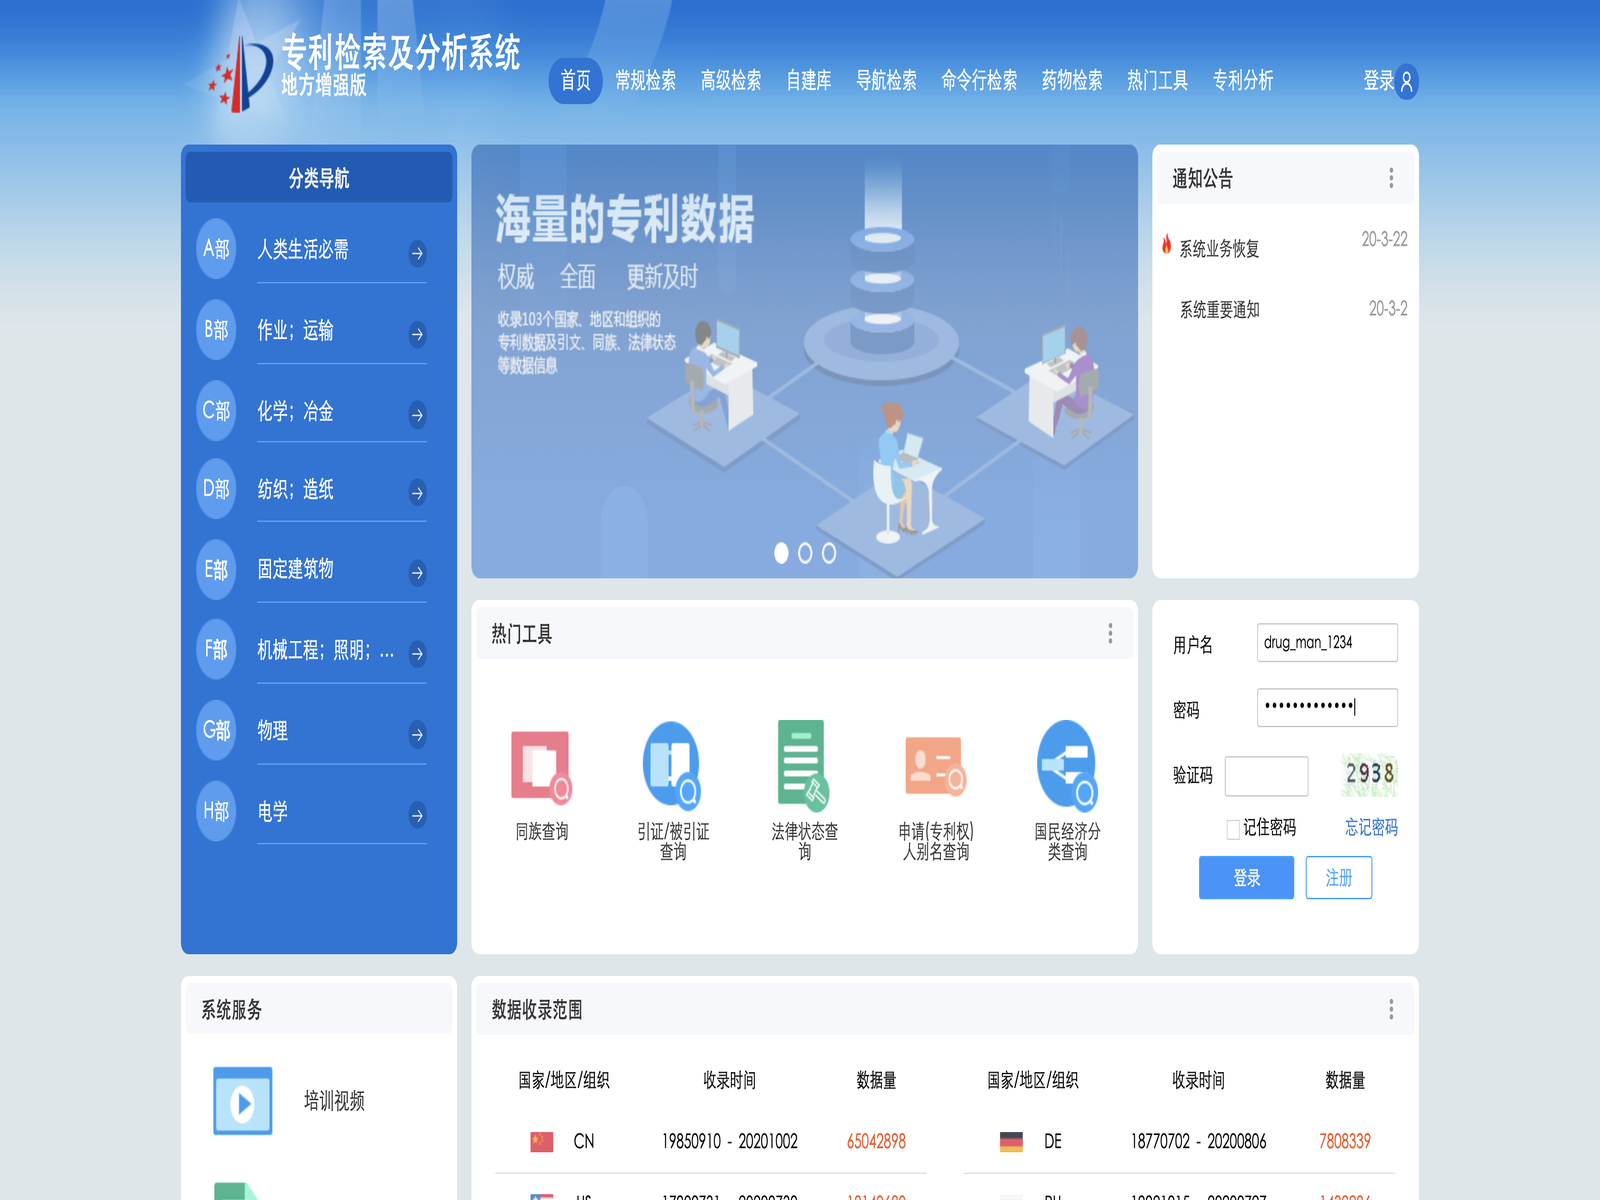 专利检索及分析系统
地方增强版
首页 常规检索 高级检索 自建库 导航检索 命令行检索 药物检索 热门工具 专利分析 登录
分类导航
A部 人类生活必需
B部 作业；运输
C部 化学；冶金
D部 纺织；造纸
E部 固定建筑物
F部 机械工程；照明；...
G部 物理
H部 电学
海量的专利数据
权威 全面 更新及时
收录103个国家、地区和组织的
专利数据及引文、同族、法律状态
等数据信息
通知公告
系统业务恢复 20-3-22
系统重要通知 20-3-2
热门工具
同族查询
引证/被引证
查询
法律状态查
询
申请(专利权)
人别名查询
国民经济分
类查询
用户名 drug_man_1234
密码 •••••••••••••
验证码 2938
记住密码 忘记密码
登录 注册
系统服务
培训视频
数据收录范围
国家/地区/组织 收录时间 数据量 国家/地区/组织 收录时间 数据量
CN 19850910 - 20201002 65042898 DE 18770702 - 20200806 7808339